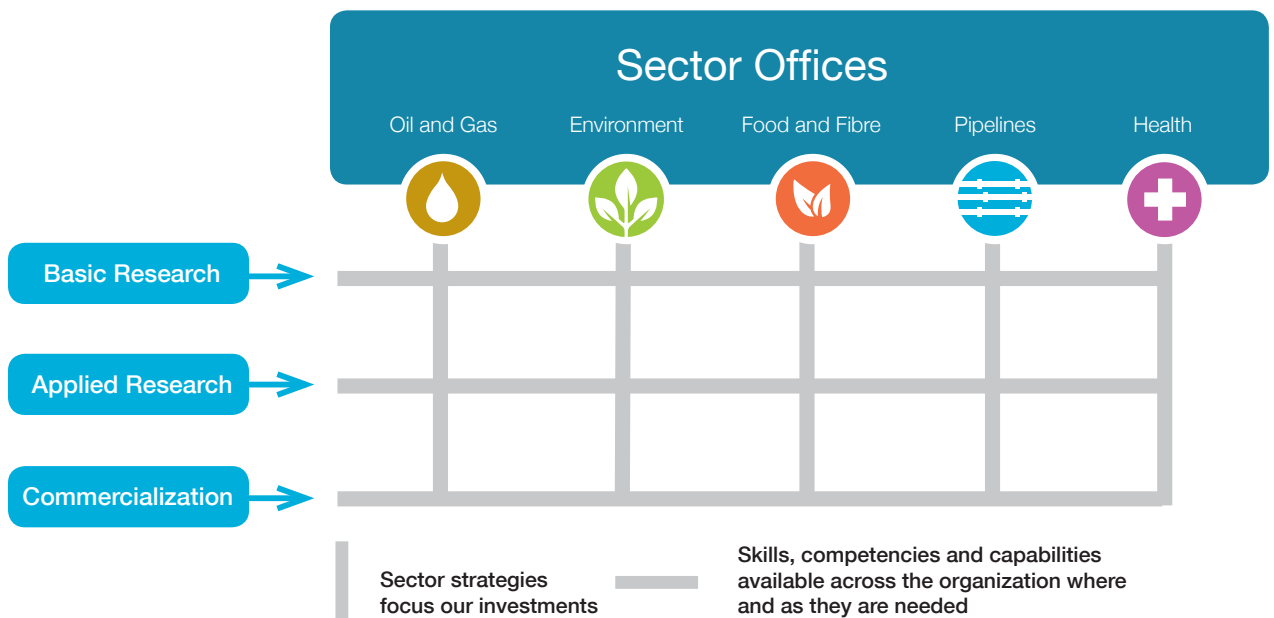 Sector Offices
Oil and Gas
Environment
Food and Fibre
Pipelines
Health
Basic Research
Applied Research
Commercialization
Sector strategies
focus our investments
Skills, competencies and capabilities
available across the organization where
and as they are needed